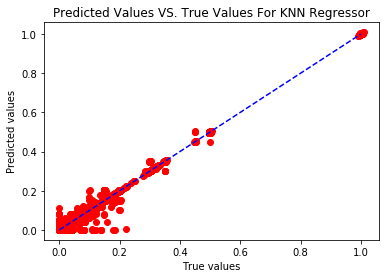 Predicted Values VS. True Values For KNN Regressor
1.0
0.8
0.6
0.4
0.2
0.0
Predicted values
0.0 0.2 0.4 0.6 0.8 1.0
True values